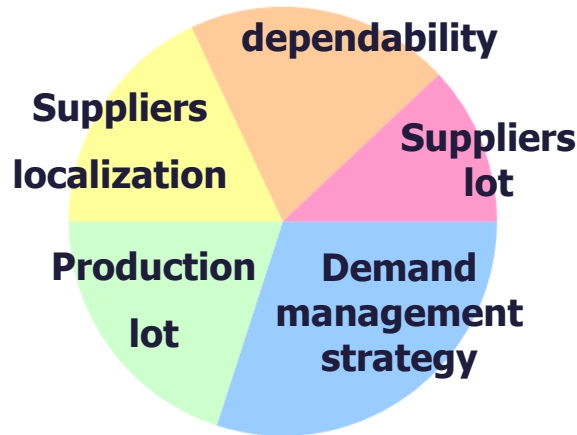 dependability
Suppliers
localization
Suppliers
lot
Production
lot
Demand
management
strategy